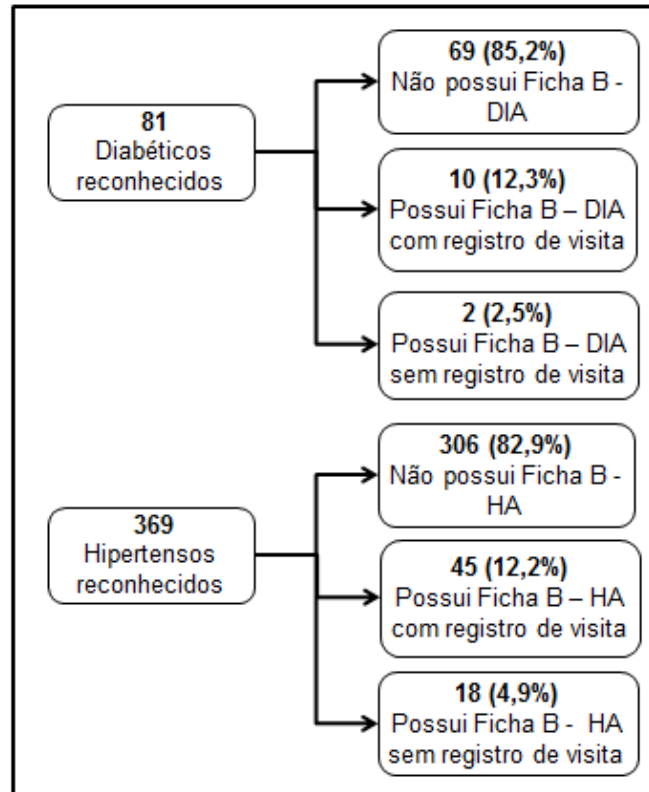 81
Diabéticos
reconhecidos
69 (85,2%)
Não possui Ficha B -
DIA
10 (12,3%)
Possui Ficha B – DIA
com registro de visita
2 (2,5%)
Possui Ficha B – DIA
sem registro de visita
369
Hipertensos
reconhecidos
306 (82,9%)
Não possui Ficha B -
HA
45 (12,2%)
Possui Ficha B – HA
com registro de visita
18 (4,9%)
Possui Ficha B - HA
sem registro de visita